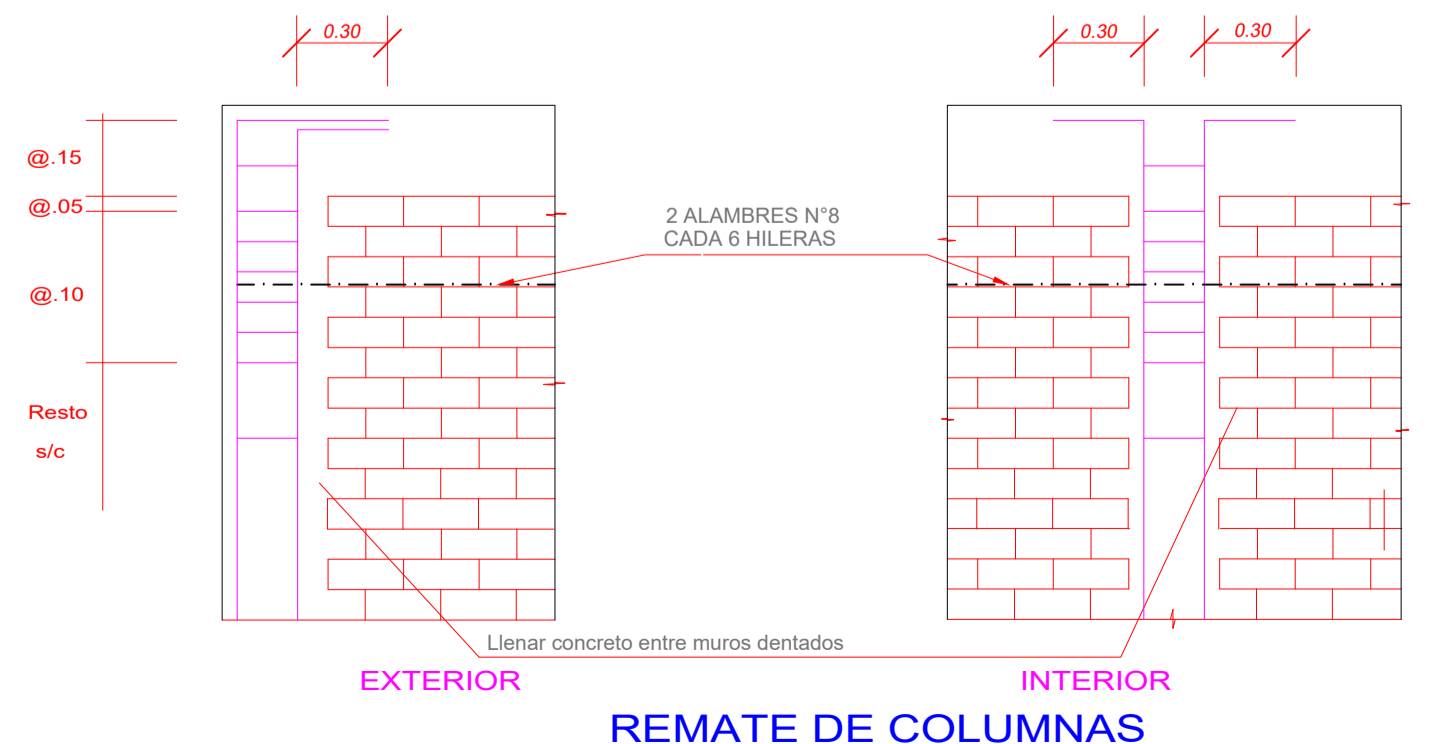 0.30
0.30
0.30
@.15
@.05
@.10
Resto
s/c
2 ALAMBRES N°8
CADA 6 HILERAS
Llenar concreto entre muros dentados
EXTERIOR
INTERIOR
REMATE DE COLUMNAS